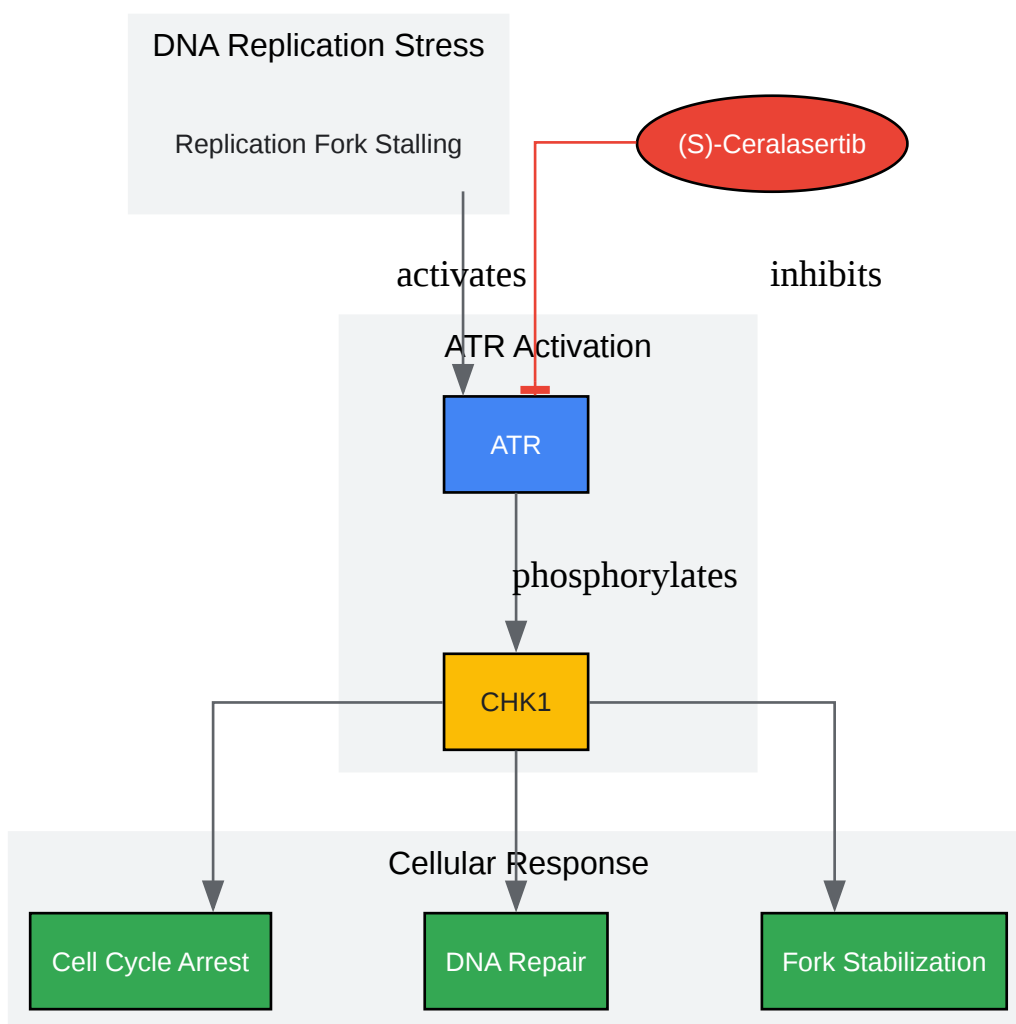 DNA Replication Stress
Replication Fork Stalling
(S)-Ceralasertib
activates
inhibits
ATR Activation
ATR
phosphorylates
CHK1
Cellular Response
Cell Cycle Arrest
DNA Repair
Fork Stabilization